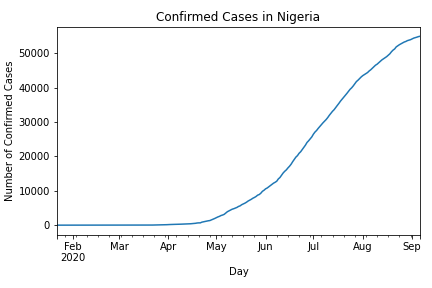 Confirmed Cases in Nigeria
Number of Confirmed Cases
50000
40000
30000
20000
10000
0
Feb Mar Apr May Jun Jul Aug Sep
2020
Day